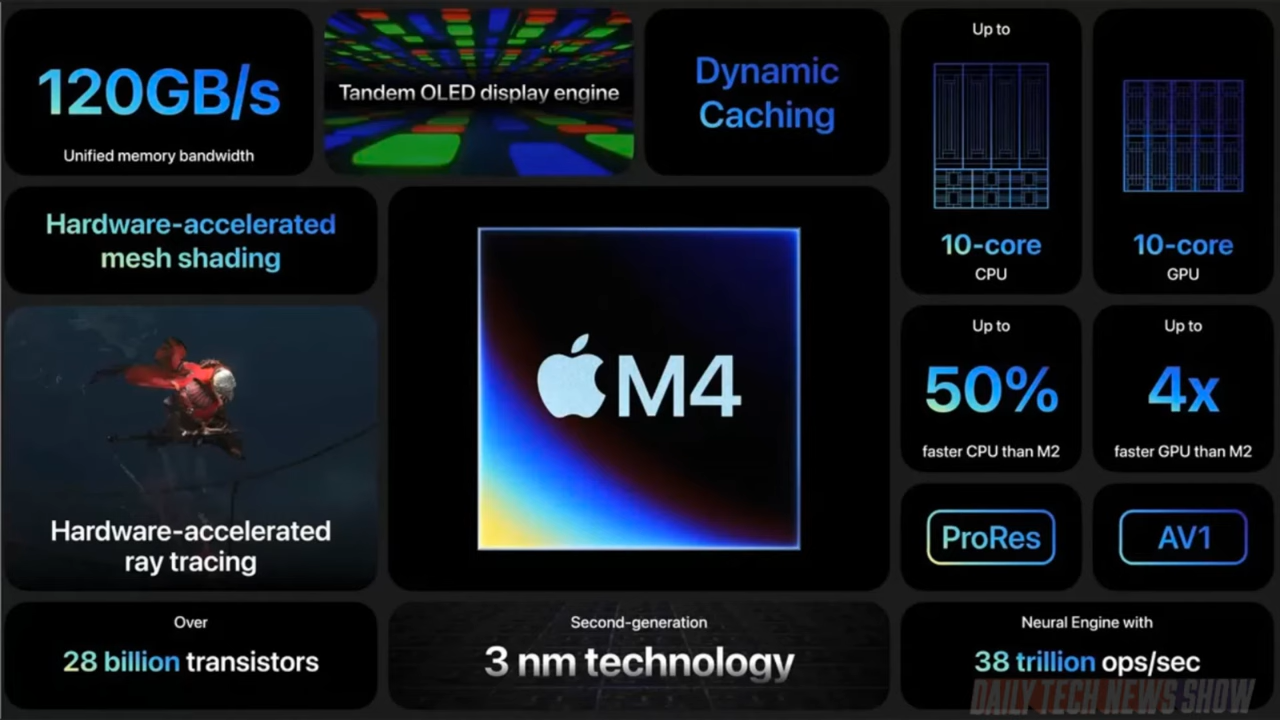 120GB/s
Unified memory bandwidth
Tandem OLED display engine
Dynamic
Caching
Up to
10-core
CPU
10-core
GPU
Hardware-accelerated
mesh shading
M4
Hardware-accelerated
ray tracing
Up to
50%
faster CPU than M2
Up to
4x
faster GPU than M2
ProRes
AV1
Over
28 billion transistors
Second-generation
3 nm technology
Neural Engine with
38 trillion ops/sec
DAILY TECH NEWS SHOW